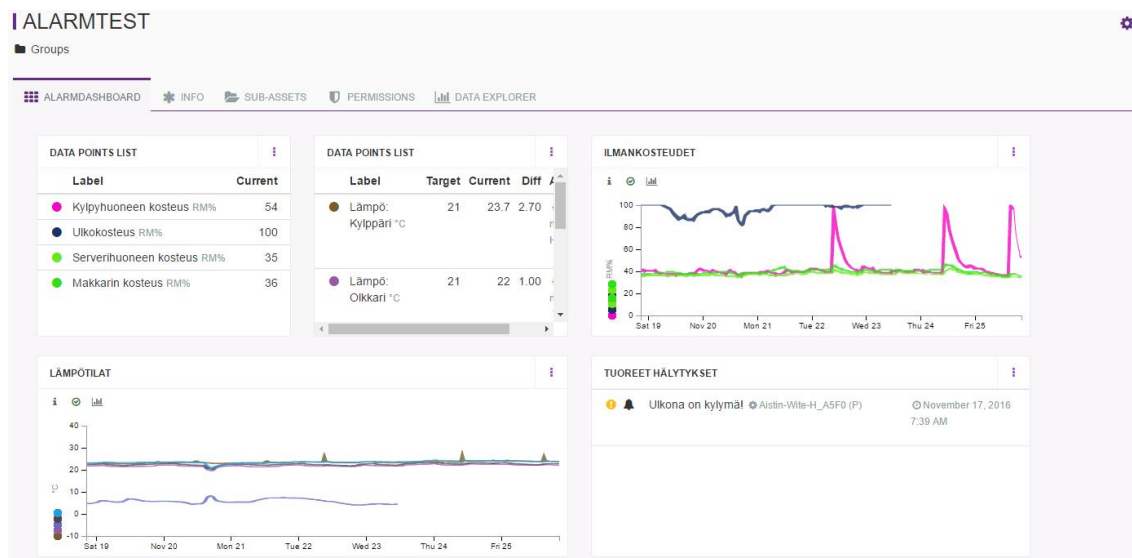 ALARMTEST
Groups
ALARMDASHBOARD INFO SUB-ASSETS PERMISSIONS DATA EXPLORER
DATA POINTS LIST
Label Current
Kylpyhuoneen kosteus RM% 54
Ulkokosteus RM% 100
Serverihuoneen kosteus RM% 35
Makkarin kosteus RM% 36
DATA POINTS LIST
Label Target Current Diff
Lämpö: 21 23.7 2.70
Kylppäri °C
Lämpö: 21 22 1.00
Olkkari °C
ILMANKOSTEUDET
100
80
60
40
20
0
RM%
Sat 19 Nov 20 Mon 21 Tue 22 Wed 23 Thu 24 Fri 25
LÄMPÖTILAT
40
30
20
10
0
-10
°C
Sat 19 Nov 20 Mon 21 Tue 22 Wed 23 Thu 24 Fri 25
TUOREET HÄLYTYKSET
Ulkona on kylymä! Aistin-Wite-H_A5F0 (P) November 17, 2016
7:39 AM